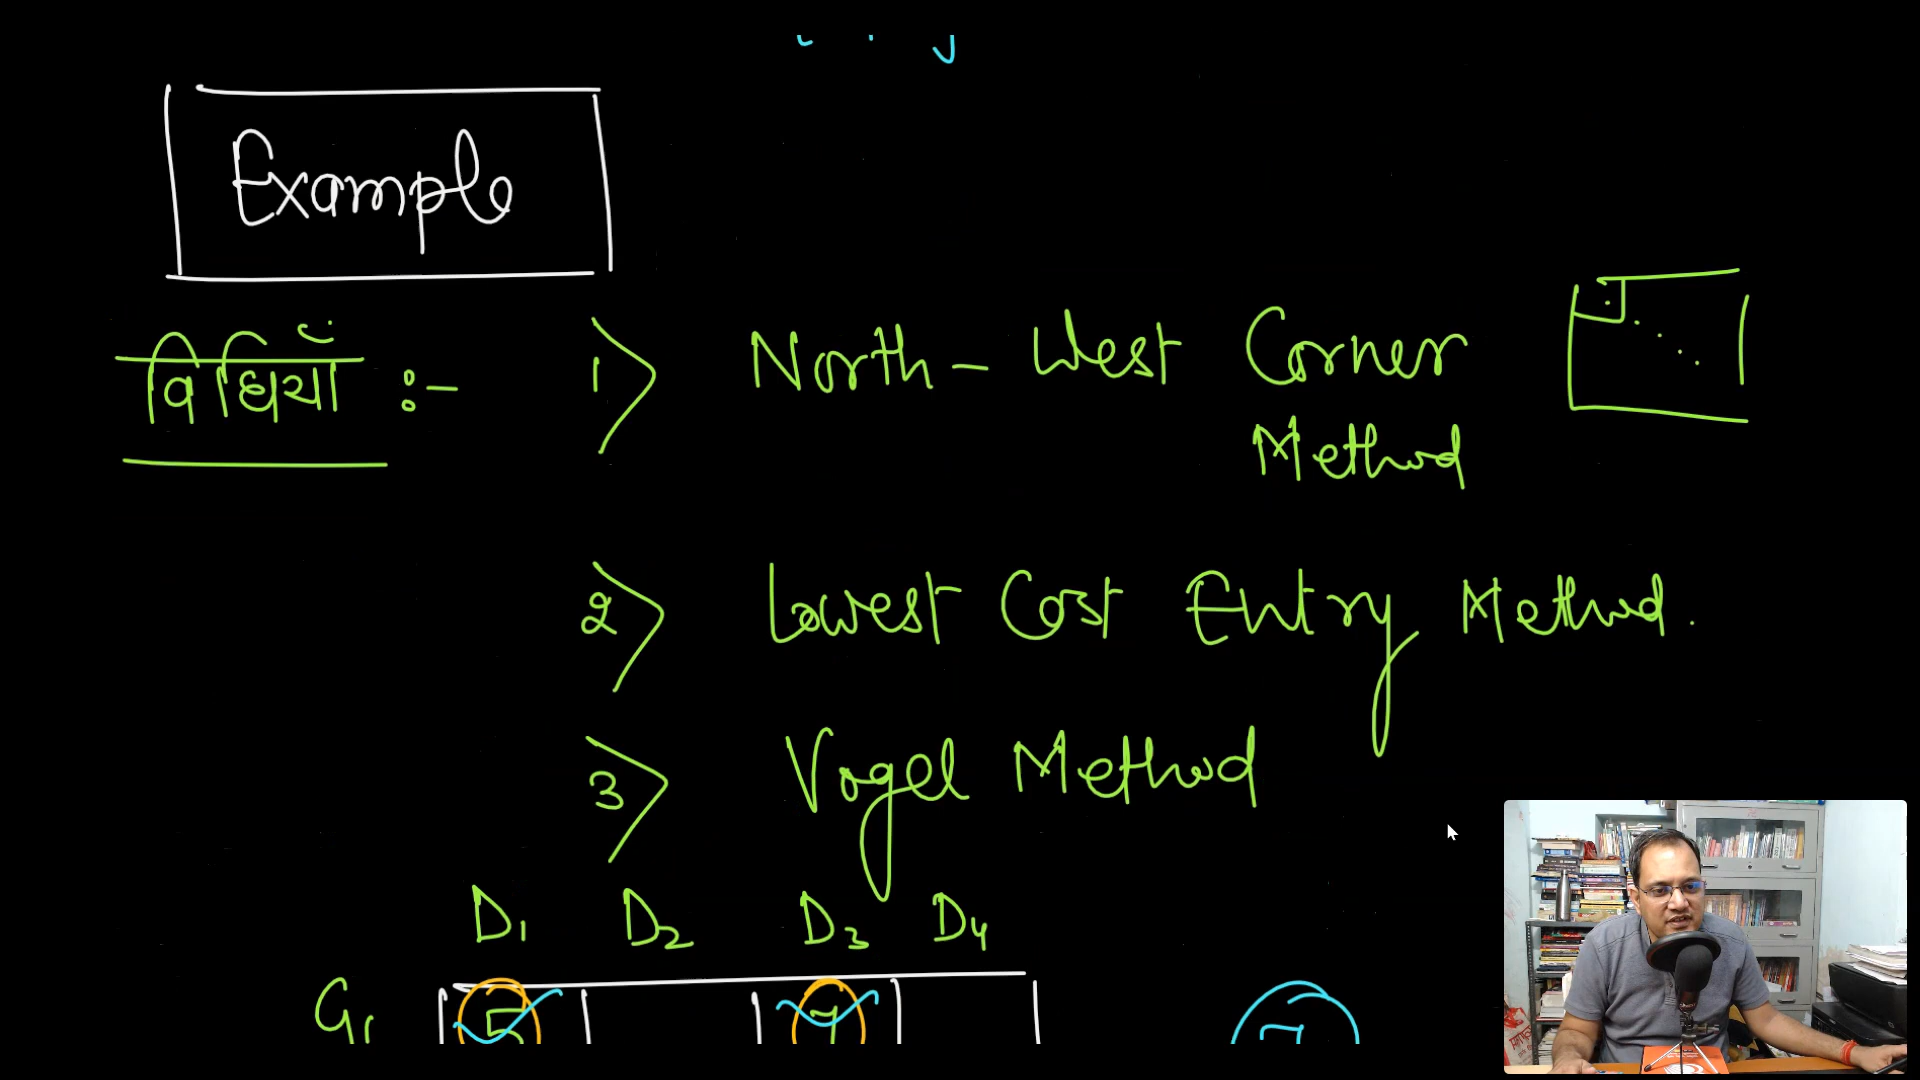 Example
विधियाँ :- 1> North-West Corner
Method
2> Lowest Cost Entry Method.
3> Vogel Method
D1 D2 D3 D4
G1